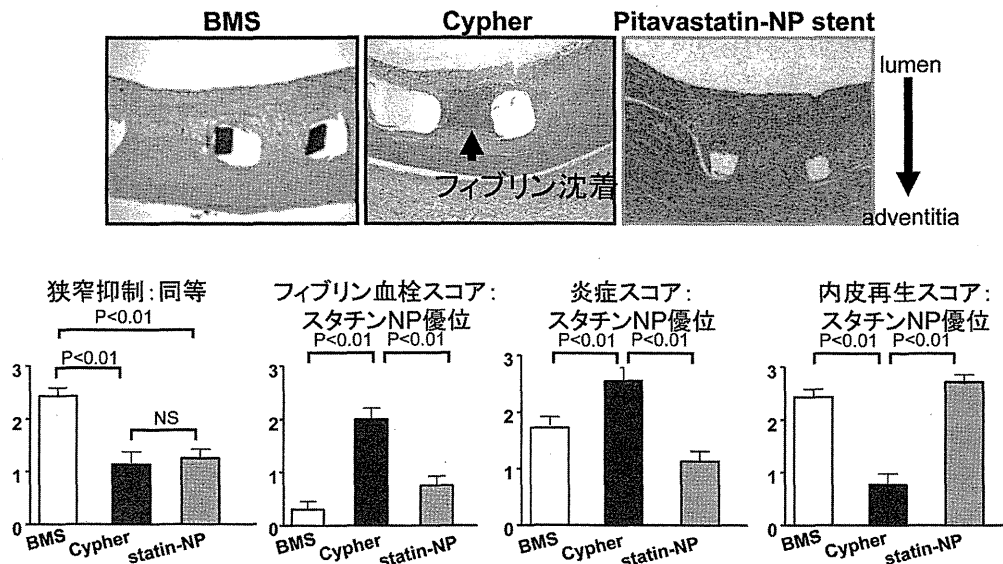 BMS
Cypher
Pitavastatin-NP stent
lumen
フィブリン沈着
adventitia
狭窄抑制：同等
P<0.01
P<0.01
NS
3
2
1
0
BMS
Cypher
statin-NP
フィブリン血栓スコア：
スタチンNP優位
P<0.01
P<0.01
3
2
1
0
BMS
Cypher
statin-NP
炎症スコア：
スタチンNP優位
P<0.01
P<0.01
3
2
1
0
BMS
Cypher
statin-NP
内皮再生スコア：
スタチンNP優位
P<0.01
P<0.01
3
2
1
0
BMS
Cypher
statin-NP